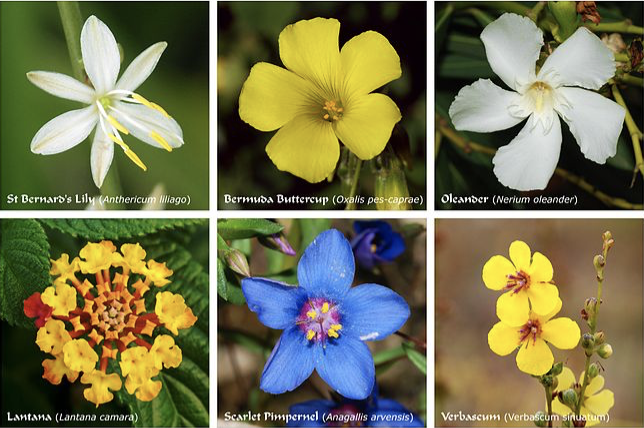 St Bernard's Lily (Anthericum liliago)
Bermuda Buttercup (Oxalis pes-caprae)
Oleander (Nerium oleander)
Lantana (Lantana camara)
Scarlet Pimpernel (Anagallis arvensis)
Verbascum (Verbascum sinuatum)